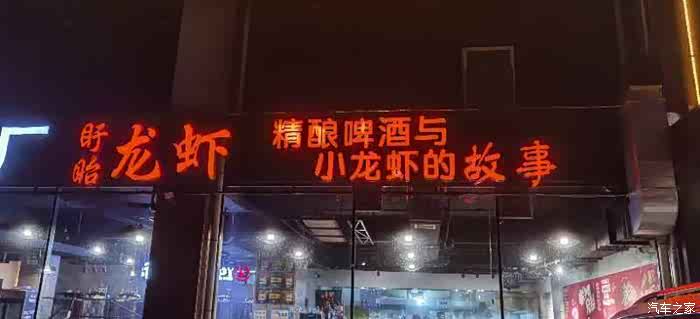 厂
盱眙
龙虾
精酿啤酒与
小龙虾的故事
汽车之家